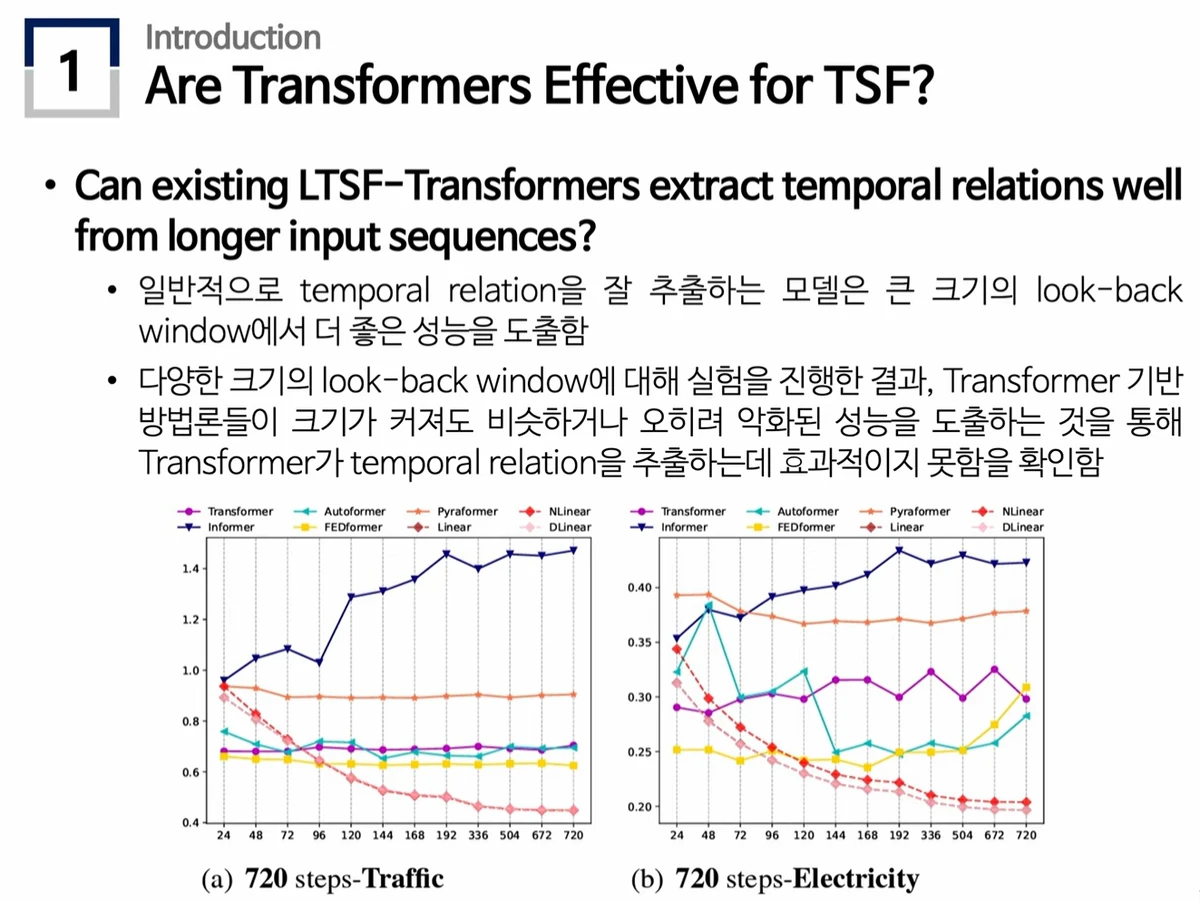 1
Introduction
Are Transformers Effective for TSF?
• Can existing LTSF-Transformers extract temporal relations well
from longer input sequences?
• 일반적으로 temporal relation을 잘 추출하는 모델은 큰 크기의 look-back
window에서 더 좋은 성능을 도출함
• 다양한 크기의 look-back window에 대해 실험을 진행한 결과, Transformer 기반
방법론들이 크기가 커져도 비슷하거나 오히려 악화된 성능을 도출하는 것을 통해
Transformer가 temporal relation을 추출하는데 효과적이지 못함을 확인함
Transformer Autoformer Pyraformer NLinear
Informer FEDformer Linear DLinear
1.4
1.2
1.0
0.8
0.6
0.4
24 48 72 96 120 144 168 192 336 504 672 720
(a) 720 steps-Traffic
Transformer Autoformer Pyraformer NLinear
Informer FEDformer Linear DLinear
0.40
0.35
0.30
0.25
0.20
24 48 72 96 120 144 168 192 336 504 672 720
(b) 720 steps-Electricity